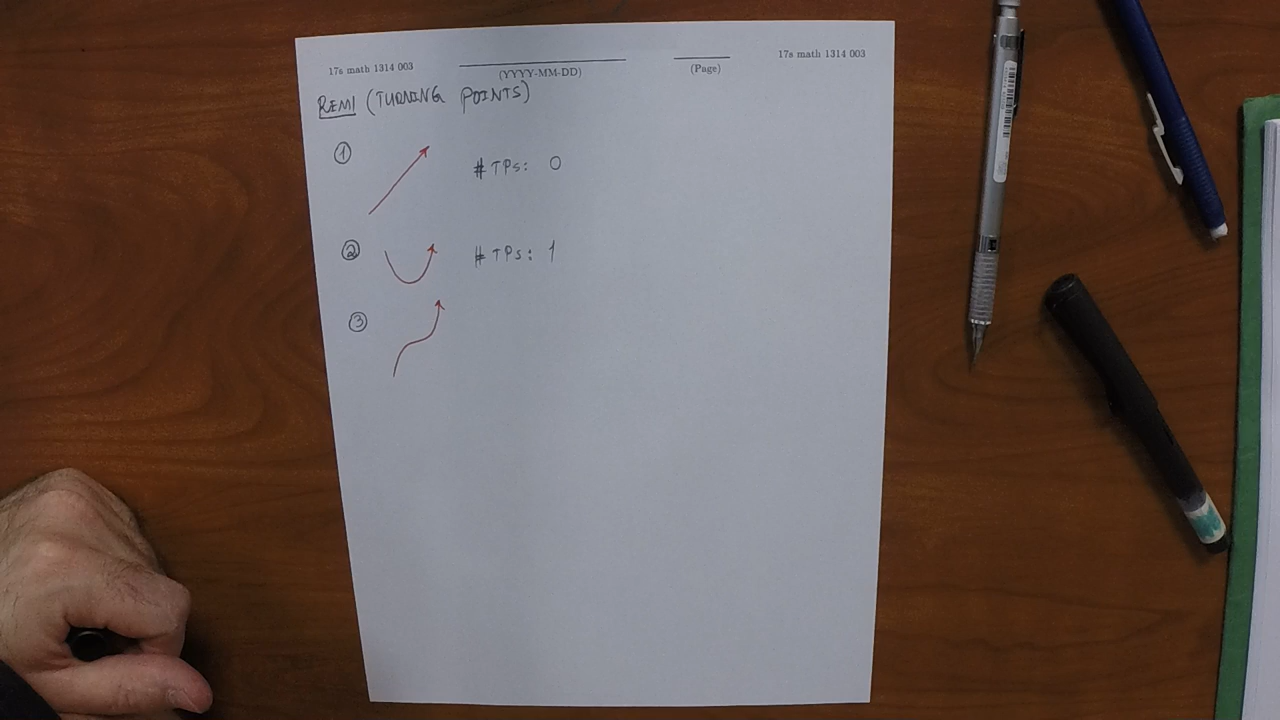 17s math 1314 003 (YYYY-MM-DD) (Page) 17s math 1314 003
REM1 (TURNING POINTS)
① # TPs: 0
② # TPs: 1
③